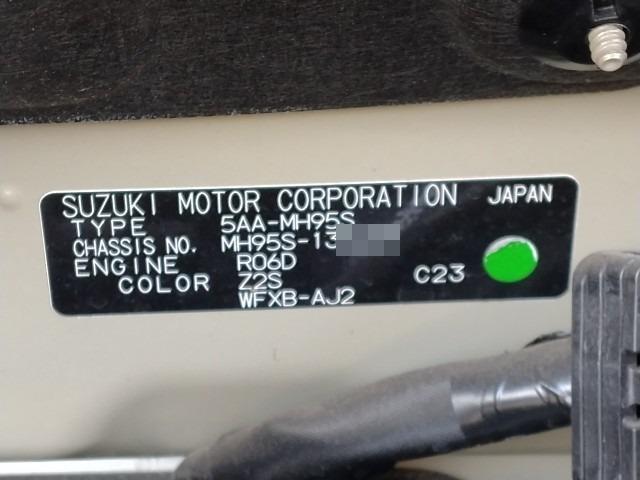 SUZUKI MOTOR CORPORATION JAPAN
TYPE 5AA-MH95S
CHASSIS NO. MH95S-13
ENGINE R06D
COLOR Z2S C23
WFXB-AJ2